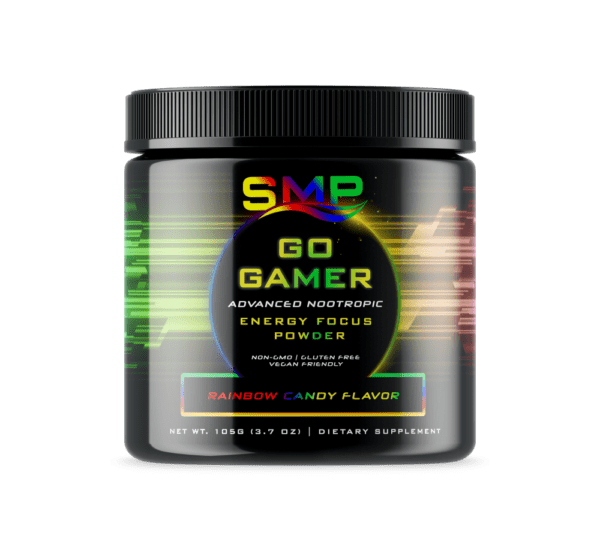 SMP
GO
GAMER
ADVANCED NOOTROPIC
ENERGY FOCUS
POWDER
NON-GMO | GLUTEN FREE
VEGAN FRIENDLY
RAINBOW CANDY FLAVOR
NET WT. 105G (3.7 OZ) | DIETARY SUPPLEMENT